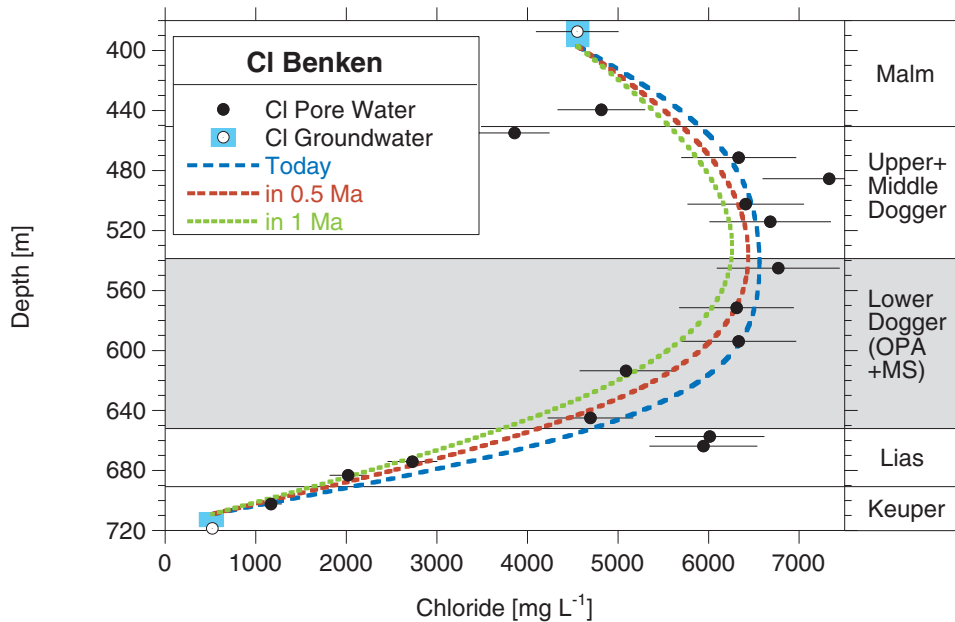 Cl Benken
Cl Pore Water
Cl Groundwater
Today
in 0.5 Ma
in 1 Ma
Depth [m]
400
440
480
520
560
600
640
680
720
0
1000
2000
3000
4000
5000
6000
7000
Chloride [mg L⁻¹]
Malm
Upper+
Middle
Dogger
Lower
Dogger
(OPA
+MS)
Lias
Keuper